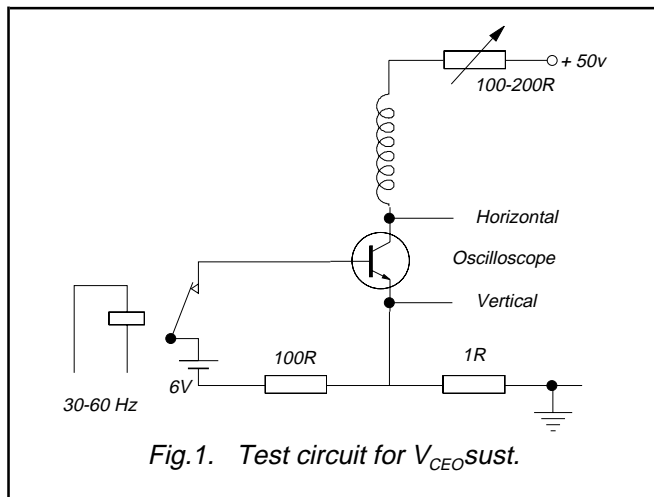 + 50v
100-200R
Horizontal
Oscilloscope
Vertical
100R
1R
6V
30-60 Hz
Fig.1. Test circuit for VCEOsust.